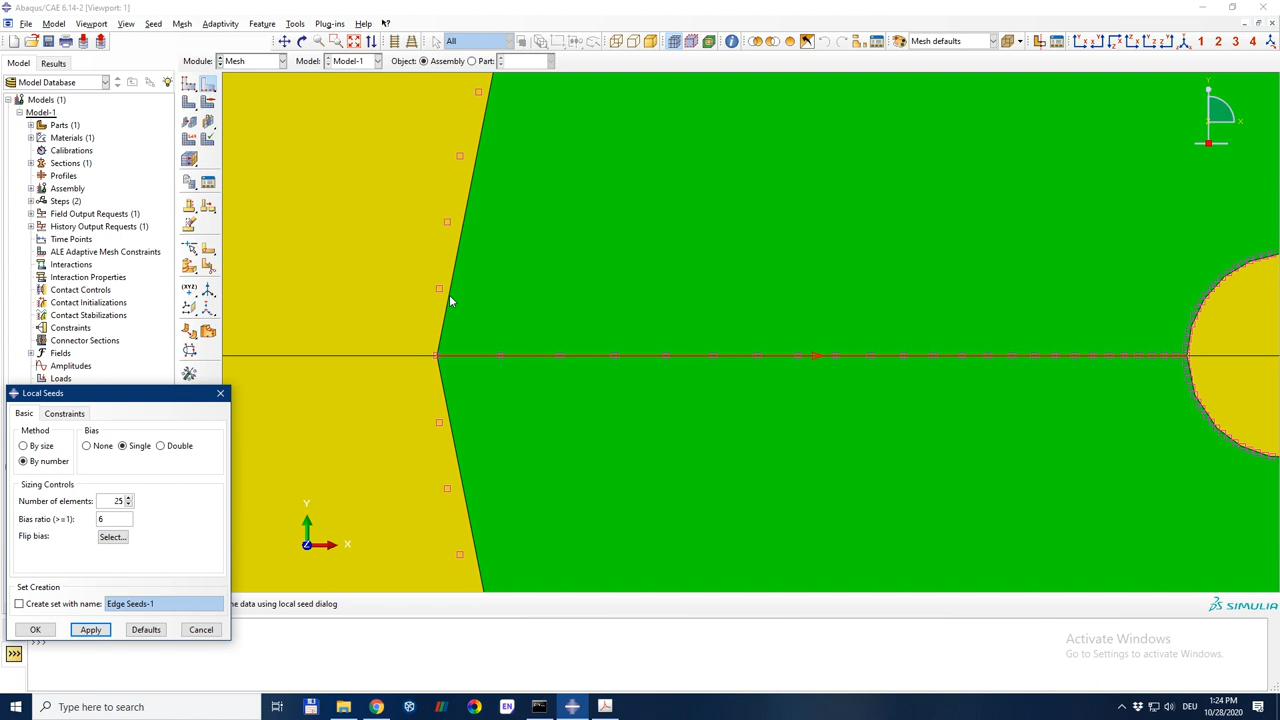 Abaqus/CAE 6.14-2 [Viewport: 1]
File Model Viewport View Seed Mesh Adaptivity Feature Tools Plug-ins Help
All Mesh defaults 1 2 3 4
Model Results Module: Mesh Model: Model-1 Object: Assembly Part:
Model Database
Models (1)
Model-1
Parts (1)
Materials (1)
Calibrations
Sections (1)
Profiles
Assembly
Steps (2)
Field Output Requests (1)
History Output Requests (1)
Time Points
ALE Adaptive Mesh Constraints
Interactions
Interaction Properties
Contact Controls
Contact Initializations
Contact Stabilizations
Constraints
Connector Sections
Fields
Amplitudes
Loads
Local Seeds
Basic Constraints
Method Bias
By size None Single Double
By number
Sizing Controls
Number of elements: 25
Bias ratio (>=1): 6
Flip bias: Select...
Set Creation
Create set with name: Edge Seeds-1
OK Apply Defaults Cancel
Y
X
Z
Y
X
(XYZ)
ne data using local seed dialog
SIMULIA
>>>
Activate Windows
Go to Settings to activate Windows.
Type here to search
EN
DEU
1:24 PM
10/28/2020